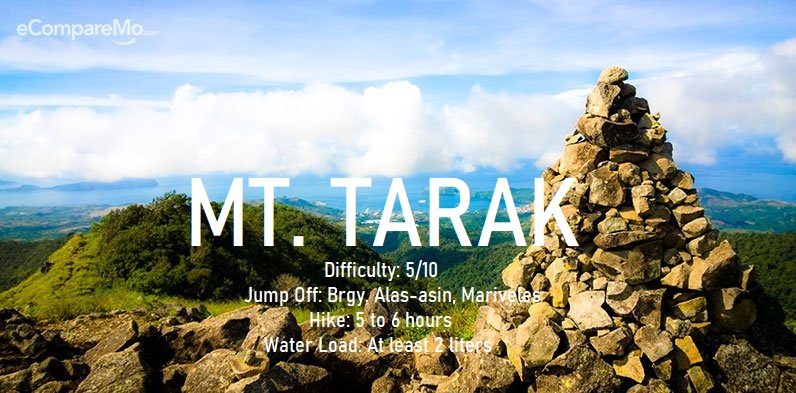 eCompareMo.com
MT. TARAK
Difficulty: 5/10
Jump Off: Brgy, Alas-asin, Mariveles
Hike: 5 to 6 hours
Water Load: At least 2 liters